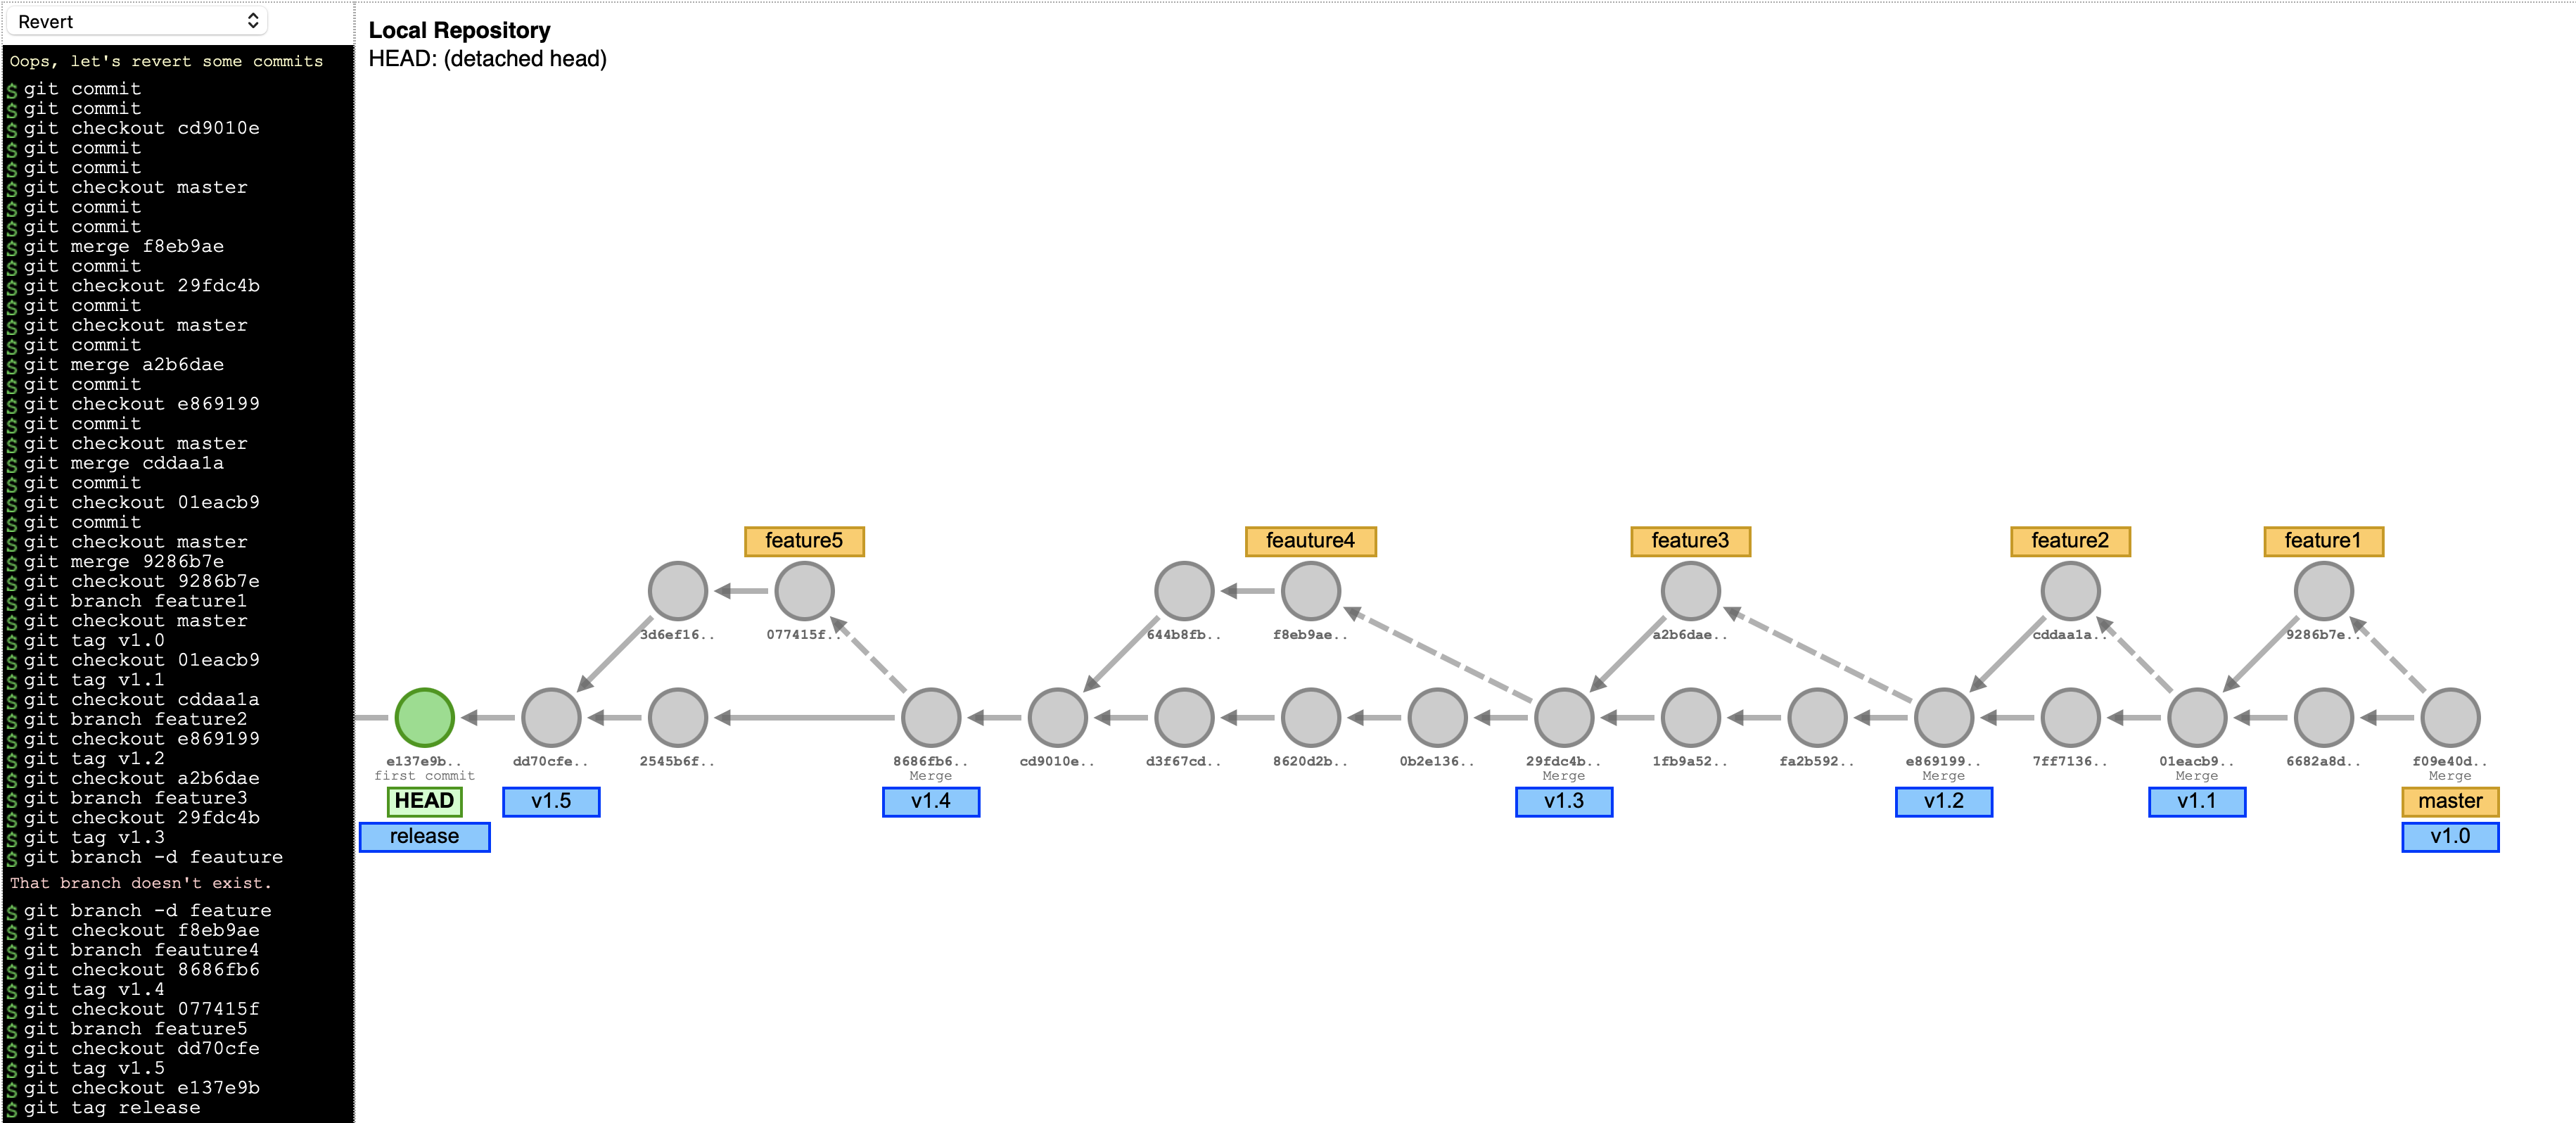 Revert
Oops, let's revert some commits
$ git commit
$ git commit
$ git checkout cd9010e
$ git commit
$ git commit
$ git checkout master
$ git commit
$ git commit
$ git merge f8eb9ae
$ git commit
$ git checkout 29fdc4b
$ git commit
$ git checkout master
$ git commit
$ git merge a2b6dae
$ git commit
$ git checkout e869199
$ git commit
$ git checkout master
$ git merge cddaa1a
$ git commit
$ git checkout 01eacb9
$ git commit
$ git checkout master
$ git merge 9286b7e
$ git checkout 9286b7e
$ git branch feature1
$ git checkout master
$ git tag v1.0
$ git checkout 01eacb9
$ git tag v1.1
$ git checkout cddaa1a
$ git branch feature2
$ git checkout e869199
$ git tag v1.2
$ git checkout a2b6dae
$ git branch feature3
$ git checkout 29fdc4b
$ git tag v1.3
$ git branch -d feauture
That branch doesn't exist.
$ git branch -d feature
$ git checkout f8eb9ae
$ git branch feauture4
$ git checkout 8686fb6
$ git tag v1.4
$ git checkout 077415f
$ git branch feature5
$ git checkout dd70cfe
$ git tag v1.5
$ git checkout e137e9b
$ git tag release
Local Repository
HEAD: (detached head)
feature5 feauture4 feature3 feature2 feature1
3d6ef16.. 077415f.. 644b8fb.. f8eb9ae.. a2b6dae.. cddaa1a.. 9286b7e..
e137e9b.. dd70cfe.. 2545b6f.. 8686fb6.. cd9010e.. d3f67cd.. 8620d2b.. 0b2e136.. 29fdc4b.. 1fb9a52.. fa2b592.. e869199.. 7ff7136.. 01eacb9.. 6682a8d.. f09e40d..
first commit Merge Merge Merge Merge Merge
HEAD v1.5 v1.4 v1.3 v1.2 v1.1 master
release v1.0